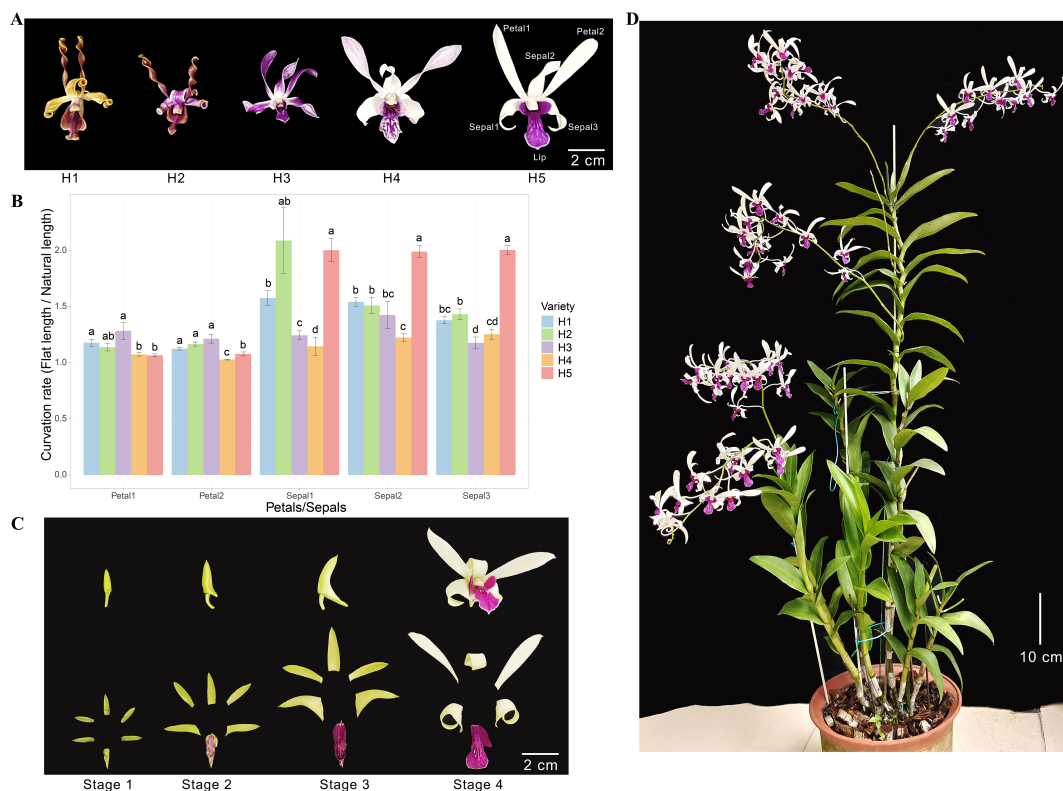 A
Petal1
Petal2
Sepal2
Sepal1
Sepal3
Lip
2 cm
H1
H2
H3
H4
H5
B
Curvation rate (Flat length / Natural length)
2.0
1.5
1.0
0.5
0.0
a ab a b b
a a a c b
b ab c d a
b b bc c a
bc b d cd a
Petal1
Petal2
Sepal1
Sepal2
Sepal3
Petals/Sepals
Variety
H1
H2
H3
H4
H5
C
2 cm
Stage 1
Stage 2
Stage 3
Stage 4
D
10 cm